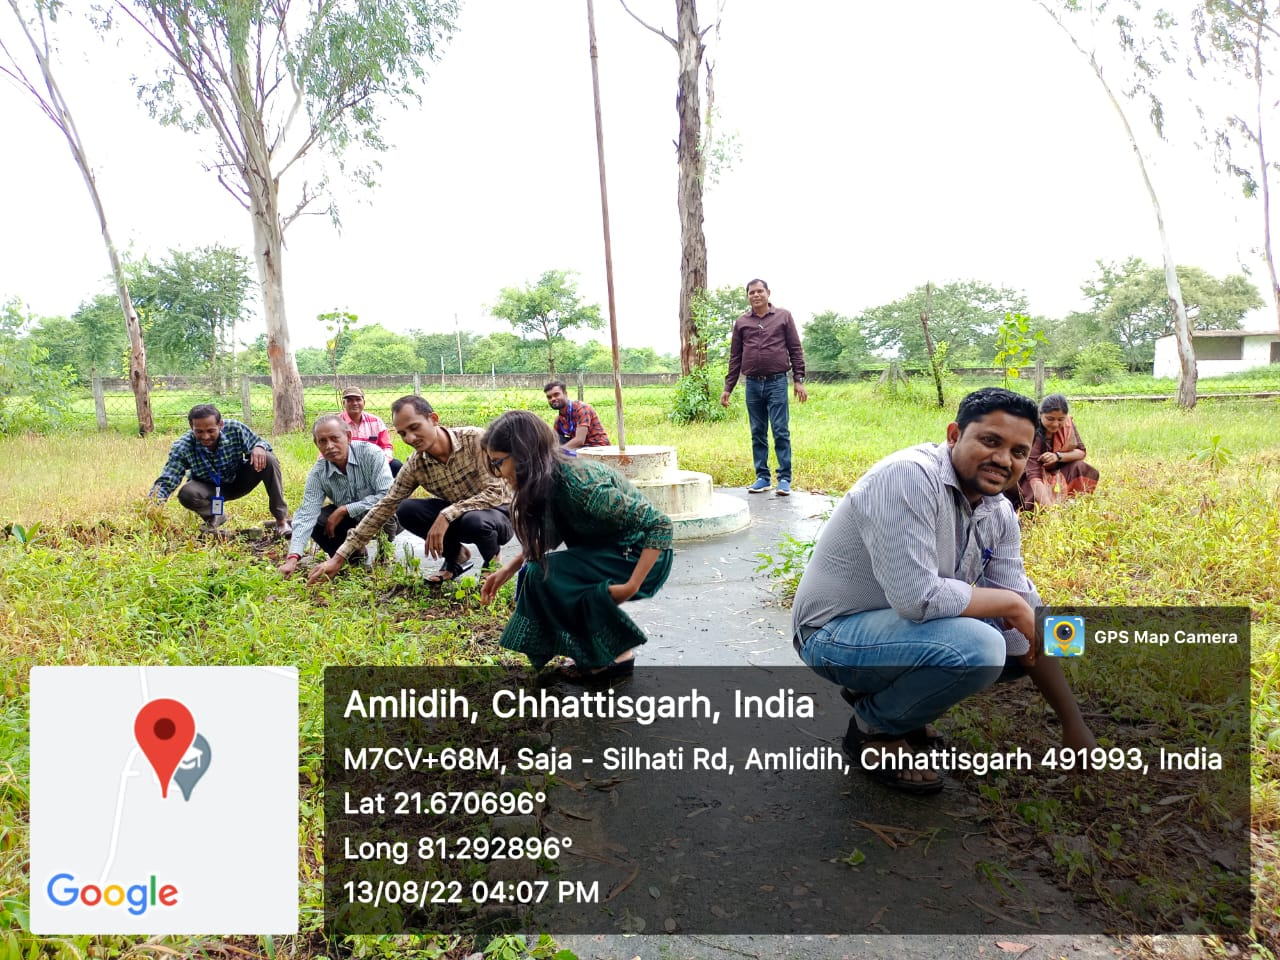 GPS Map Camera
Amlidih, Chhattisgarh, India
M7CV+68M, Saja - Silhati Rd, Amlidih, Chhattisgarh 491993, India
Lat 21.670696°
Long 81.292896°
13/08/22 04:07 PM
Google